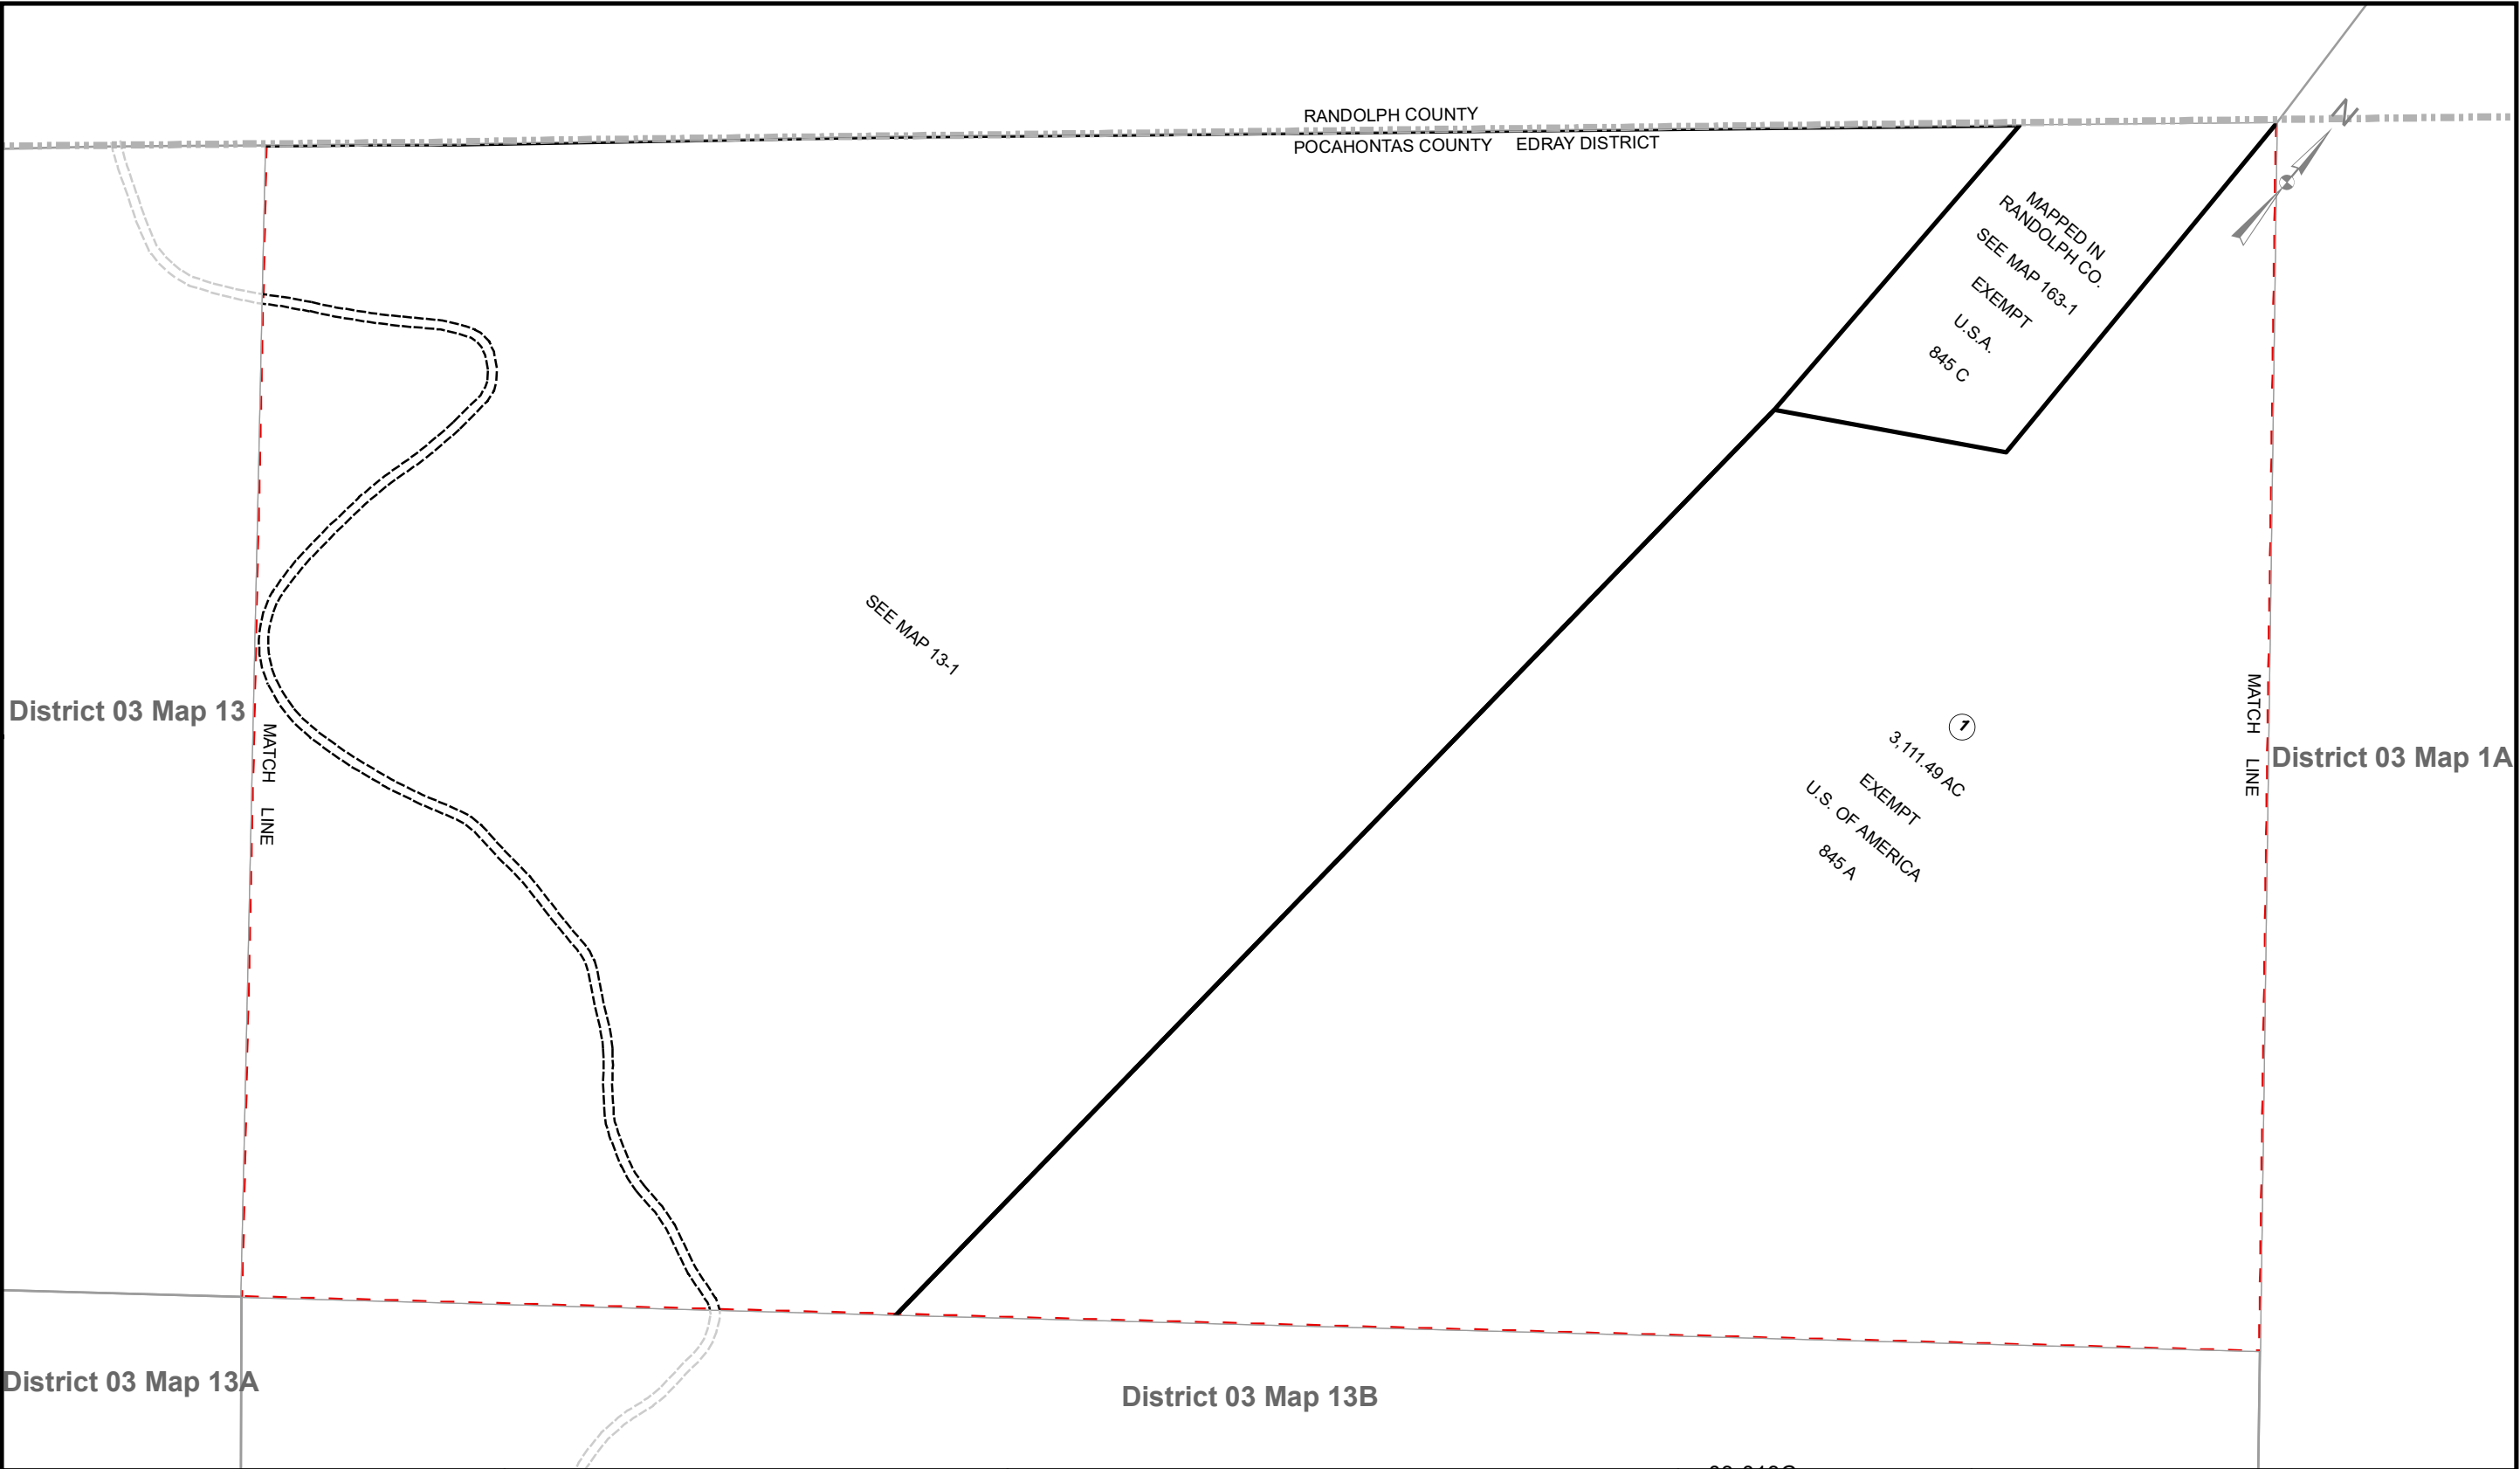 RANDOLPH COUNTY
POCAHONTAS COUNTY EDRAY DISTRICT
N
MAPPED IN
RANDOLPH CO.
SEE MAP 163-1
EXEMPT
U.S.A.
845 C
SEE MAP 13-1
District 03 Map 13
MATCH LINE
1
3,111.49 AC
EXEMPT
U.S. OF AMERICA
845 A
MATCH LINE
District 03 Map 1A
District 03 Map 13A
District 03 Map 13B